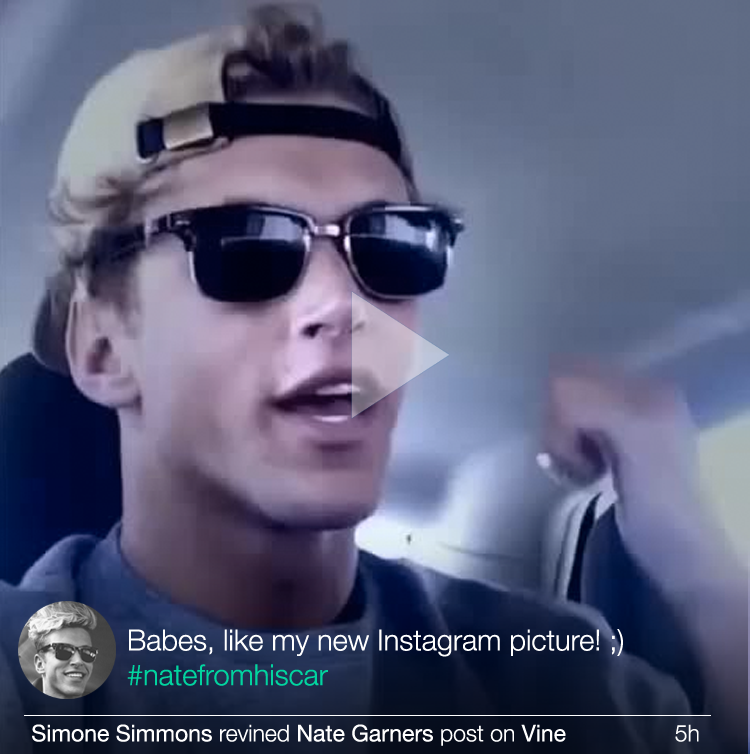 Babes, like my new Instagram picture! ;)
#natefromhiscar
Simone Simmons revined Nate Garners post on Vine 5h